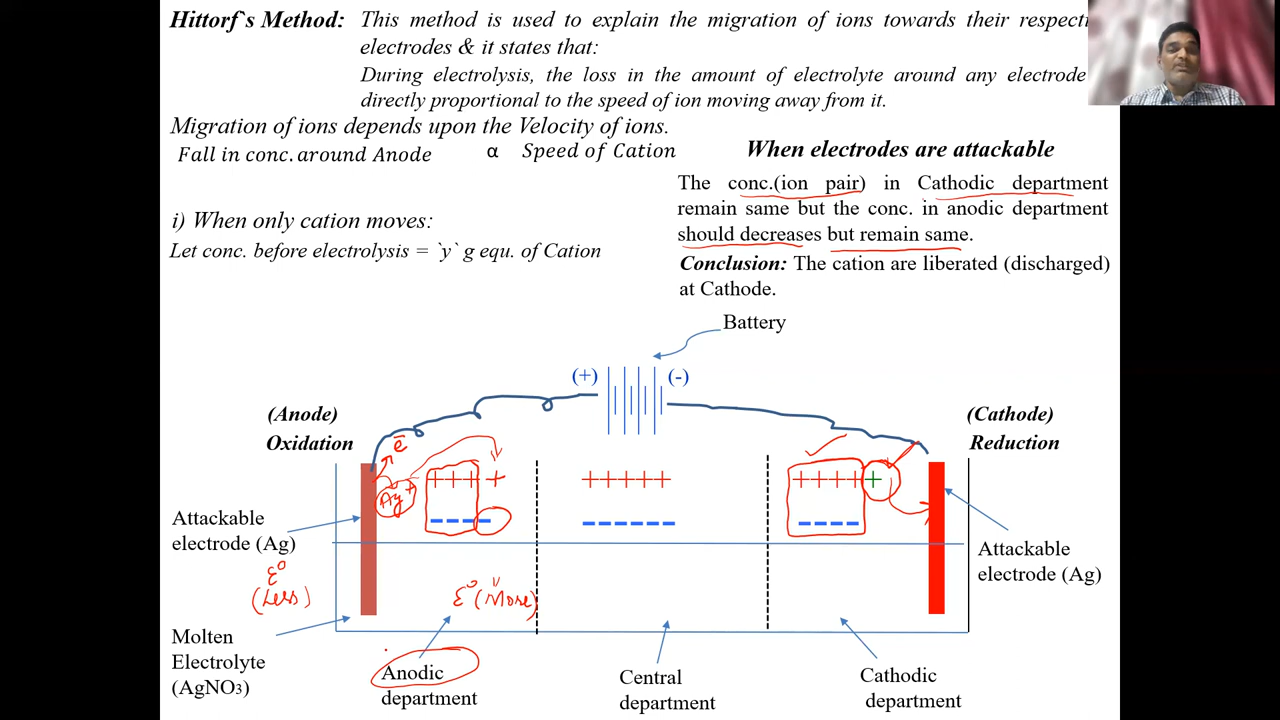 Hittorf`s Method: This method is used to explain the migration of ions towards their respecti
electrodes & it states that:
During electrolysis, the loss in the amount of electrolyte around any electrode
directly proportional to the speed of ion moving away from it.
Migration of ions depends upon the Velocity of ions.
Fall in conc. around Anode α Speed of Cation
When electrodes are attackable
The conc.(ion pair) in Cathodic department
remain same but the conc. in anodic department
should decreases but remain same.
Conclusion: The cation are liberated (discharged)
at Cathode.
i) When only cation moves:
Let conc. before electrolysis = `y` g equ. of Cation
Battery
(+) (-)
(Anode)
Oxidation
(Cathode)
Reduction
ē
Ag+
+++ +
+++++
++++ +
Attackable
electrode (Ag)
Attackable
electrode (Ag)
ε° (Less)
ε° (More)
Molten
Electrolyte
(AgNO3)
Anodic
department
Central
department
Cathodic
department